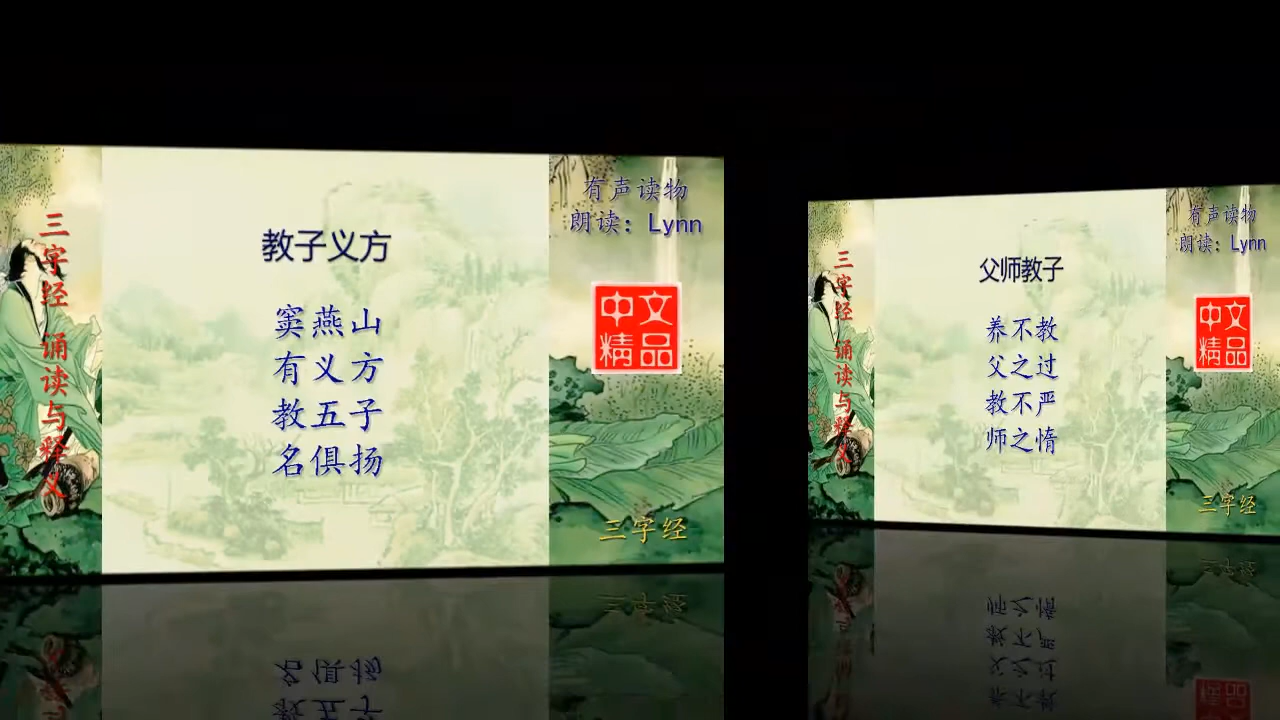 三字经 诵读与释义
教子义方
窦燕山
有义方
教五子
名俱扬
有声读物
朗读：Lynn
中文
精品
三字经
三字经 诵读与释义
父师教子
养不教
父之过
教不严
师之惰
有声读物
朗读：Lynn
中文
精品
三字经